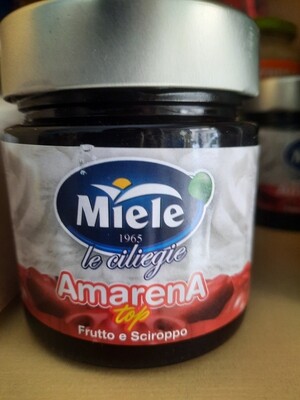 Miele
1965
le ciliegie
AmarenA
top
Frutto e Sciroppo